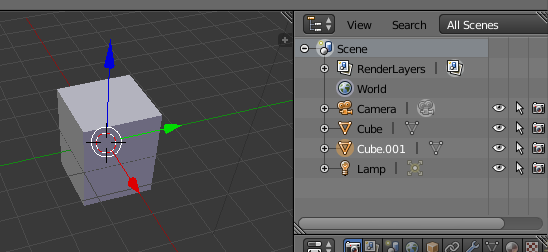 View Search All Scenes
Scene
RenderLayers
World
Camera
Cube
Cube.001
Lamp